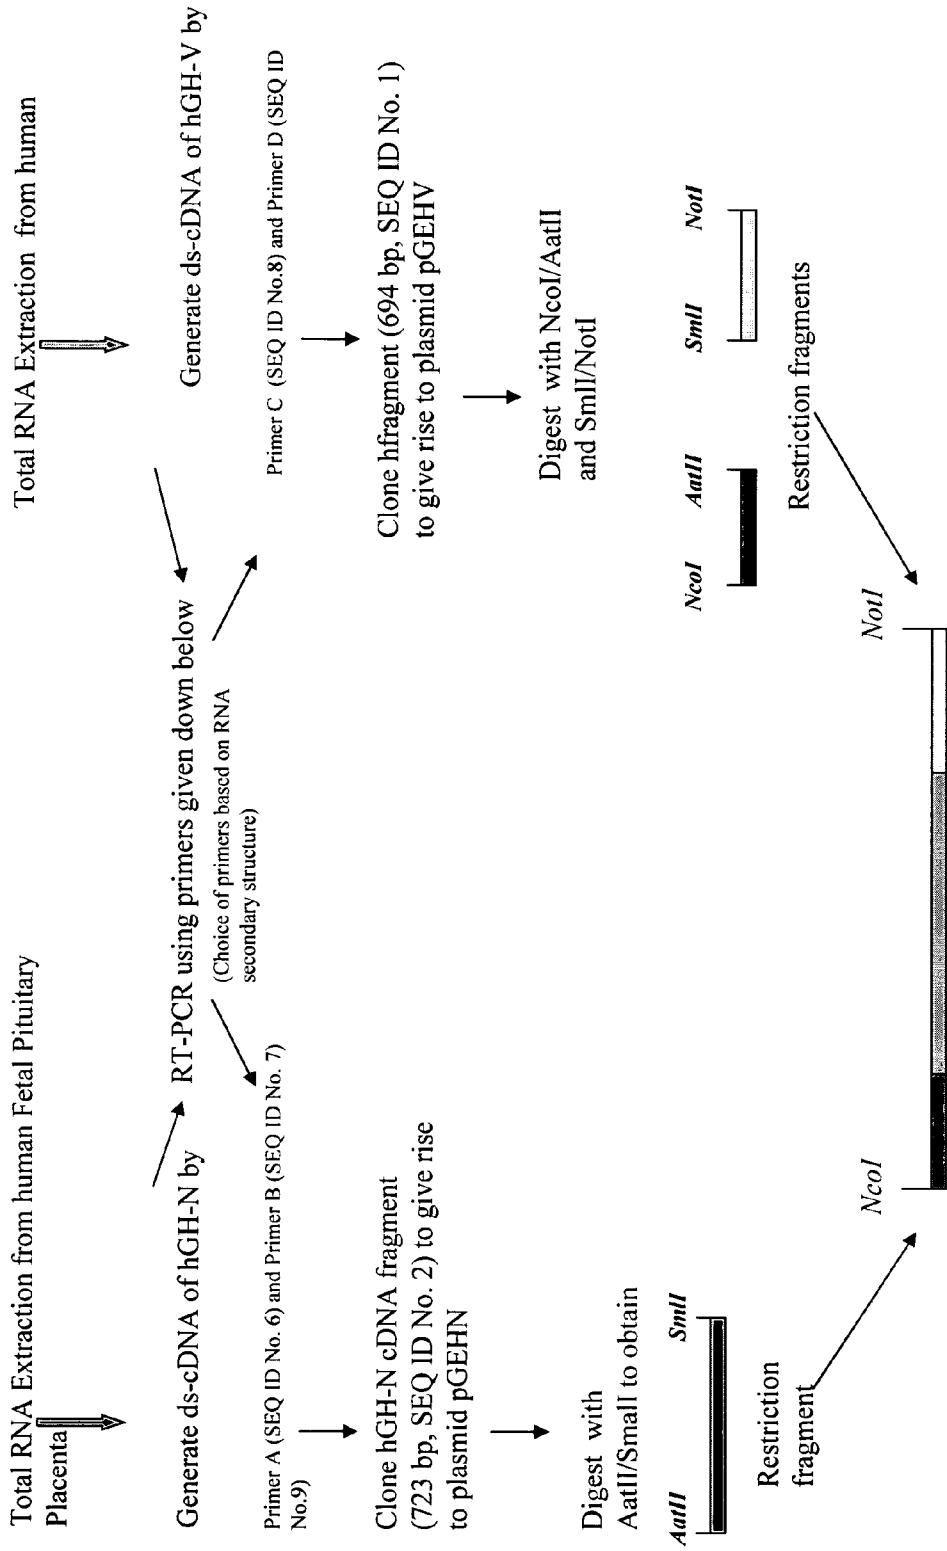 Total RNA Extraction from human Fetal Pituitary
Placenta
Total RNA Extraction from human
Generate ds-cDNA of hGH-N by
RT-PCR using primers given down below
(Choice of primers based on RNA
secondary structure)
Generate ds-cDNA of hGH-V by
Primer A (SEQ ID No. 6) and Primer B (SEQ ID No. 7)
No.9)
Primer C (SEQ ID No.8) and Primer D (SEQ ID
Clone hGH-N cDNA fragment
(723 bp, SEQ ID No. 2) to give rise
to plasmid pGEHN
Clone hfragment (694 bp, SEQ ID No. 1)
to give rise to plasmid pGEHV
Digest with
AatII/SmaII to obtain
Digest with NcoI/AatII
and SmlI/NotI
AatII SmlI
NcoI AatII SmlI NotI
Restriction
fragment
Restriction fragments
NcoI NotI